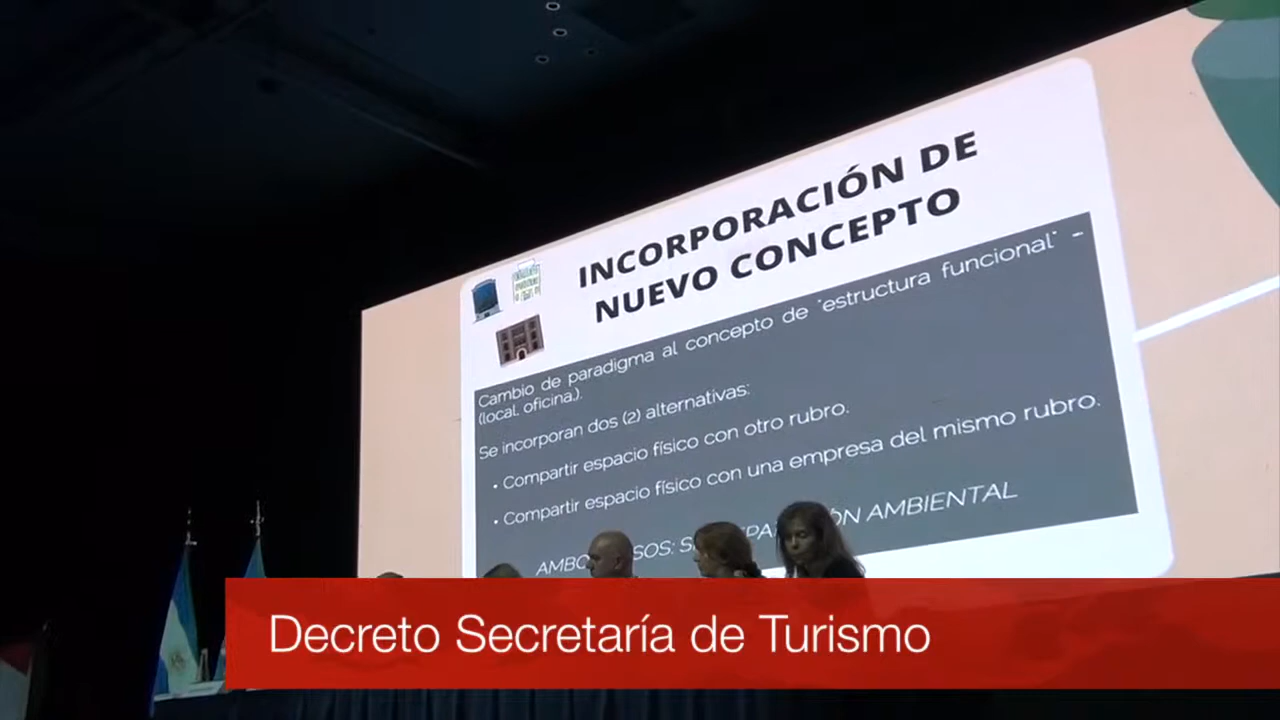 INCORPORACIÓN DE
NUEVO CONCEPTO
Cambio de paradigma al concepto de "estructura funcional" –
(local, oficina,).
Se incorporan dos (2) alternativas:
• Compartir espacio físico con otro rubro.
• Compartir espacio físico con una empresa del mismo rubro.
AMBIENTAL
Decreto Secretaría de Turismo